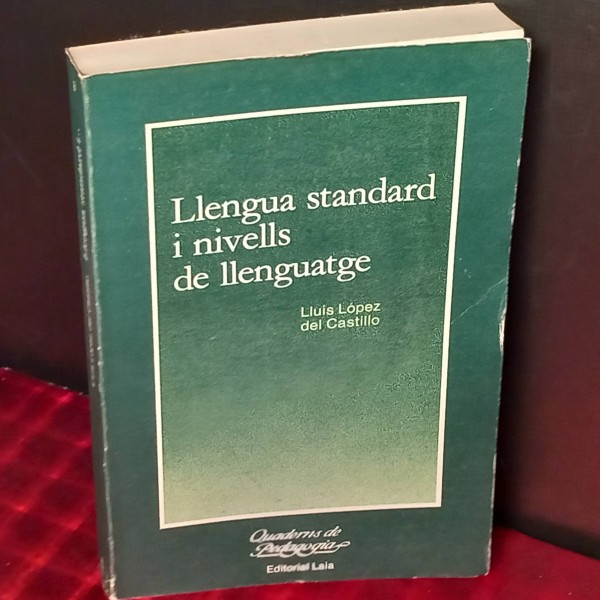 Llengua standard
i nivells
de llenguatge
Lluís López
del Castillo
Quaderns de
Pedagogia
Editorial Laia